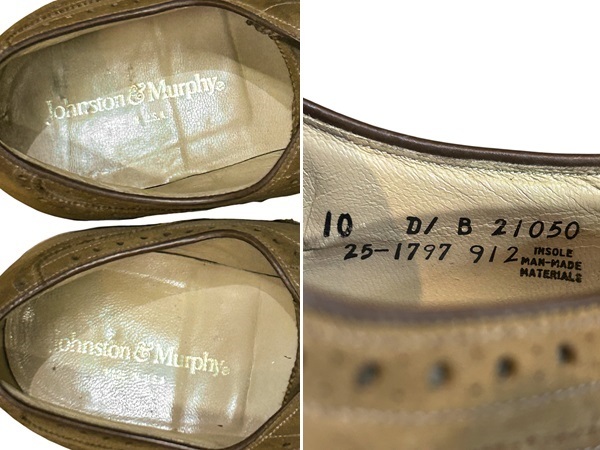 Johnston & Murphy®
U.S.A.
Johnston & Murphy®
U.S.A.
10 D/ B 21050
25-1797 912 INSOLE
MAN-MADE
MATERIALS